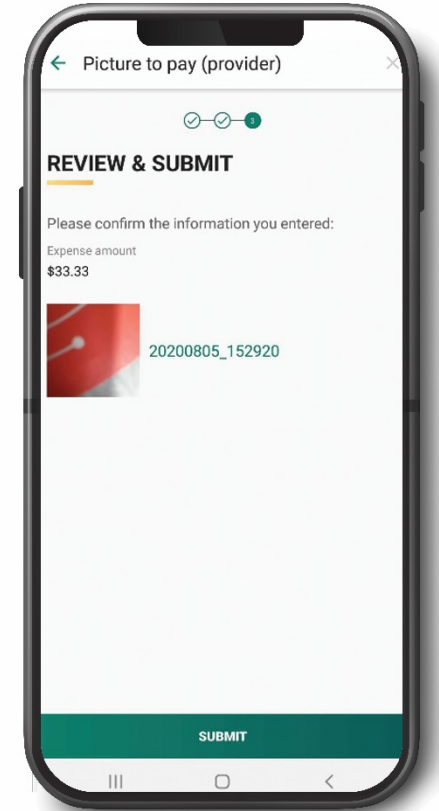 Picture to pay (provider)
3
REVIEW & SUBMIT
Please confirm the information you entered:
Expense amount
$33.33
20200805_152920
SUBMIT